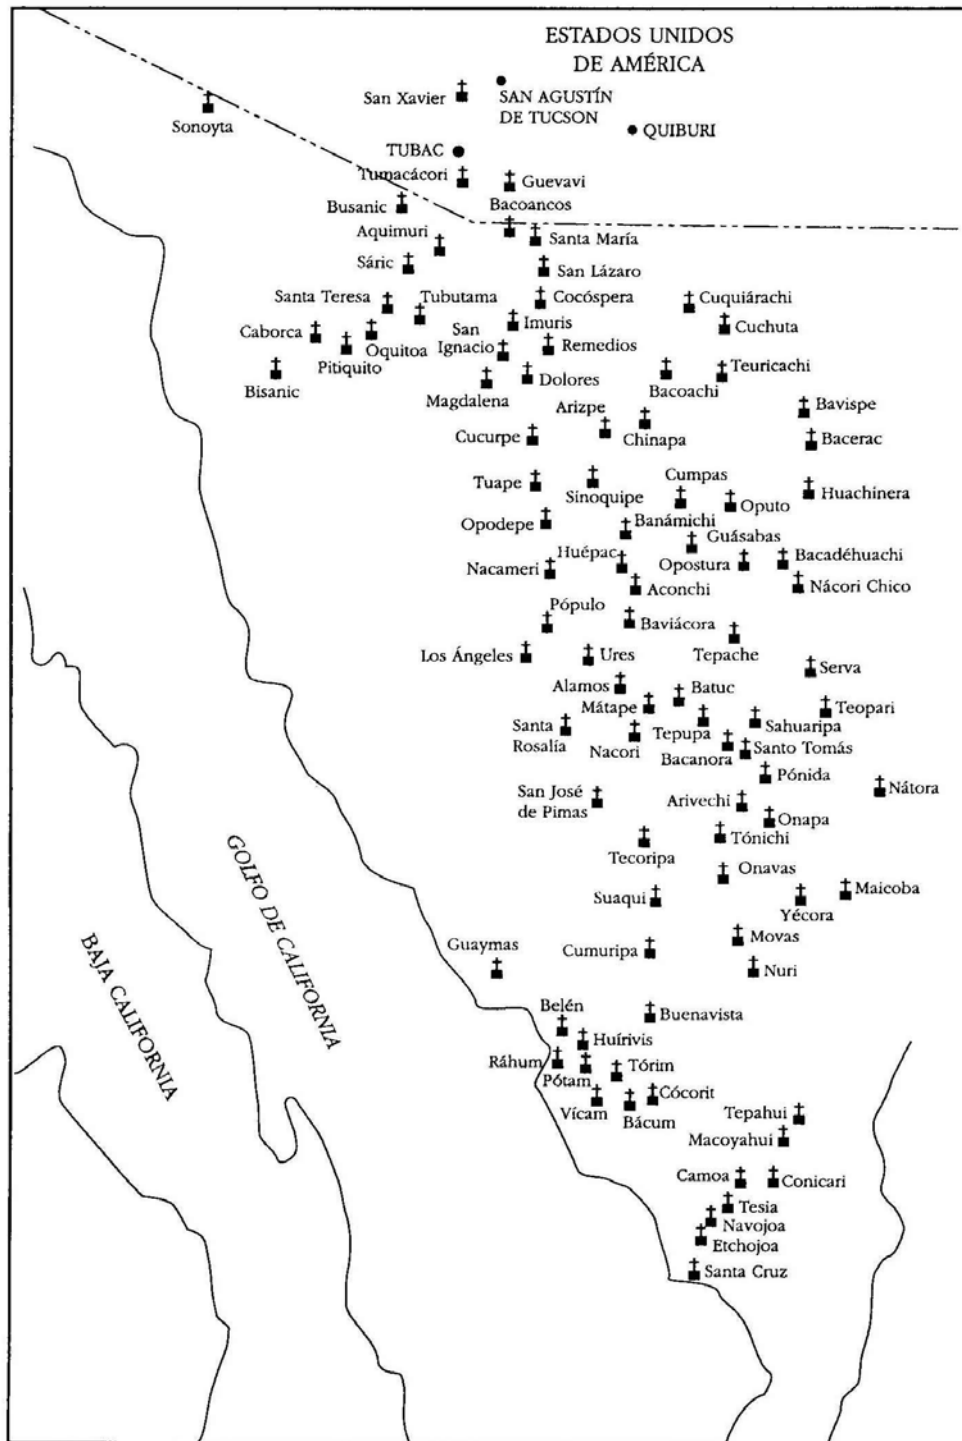 ESTADOS UNIDOS
DE AMÉRICA
San Xavier
SAN AGUSTÍN
DE TUCSON
Sonoyta
QUIBURI
TUBAC
Tumacácori
Guevavi
Busanic
Bacoancos
Aquimuri
Santa María
Sáric
San Lázaro
Santa Teresa
Tubutama
Cocóspera
Cuquiárachi
Caborca
Pitiquito
Oquitoa
San
Ignacio
Imuris
Cuchuta
Remedios
Bisanic
Magdalena
Dolores
Bacoachi
Teuricachi
Arizpe
Bavispe
Cucurpe
Chinapa
Bacerac
Tuape
Sinoquipe
Cumpas
Oputo
Huachinera
Opodepe
Banámichi
Guásabas
Huépac
Opostura
Bacadéhuachi
Nacameri
Aconchi
Nácori Chico
Pópulo
Baviácora
Tepache
Los Ángeles
Ures
Serva
Alamos
Batuc
Mátape
Teopari
Santa
Rosalía
Nacori
Tepupa
Sahuaripa
Bacanora
Santo Tomás
Pónida
Nátora
San José
de Pimas
Arivechi
Onapa
Tecoripa
Tónichi
Onavas
Suaqui
Yécora
Maicoba
Guaymas
Cumuripa
Movas
Nuri
GOLFO DE CALIFORNIA
BAJA CALIFORNIA
Belén
Buenavista
Huírivis
Ráhum
Pótam
Tórim
Vícam
Bácum
Cócorit
Tepahui
Macoyahui
Camoa
Conicari
Tesia
Navojoa
Etchojoa
Santa Cruz